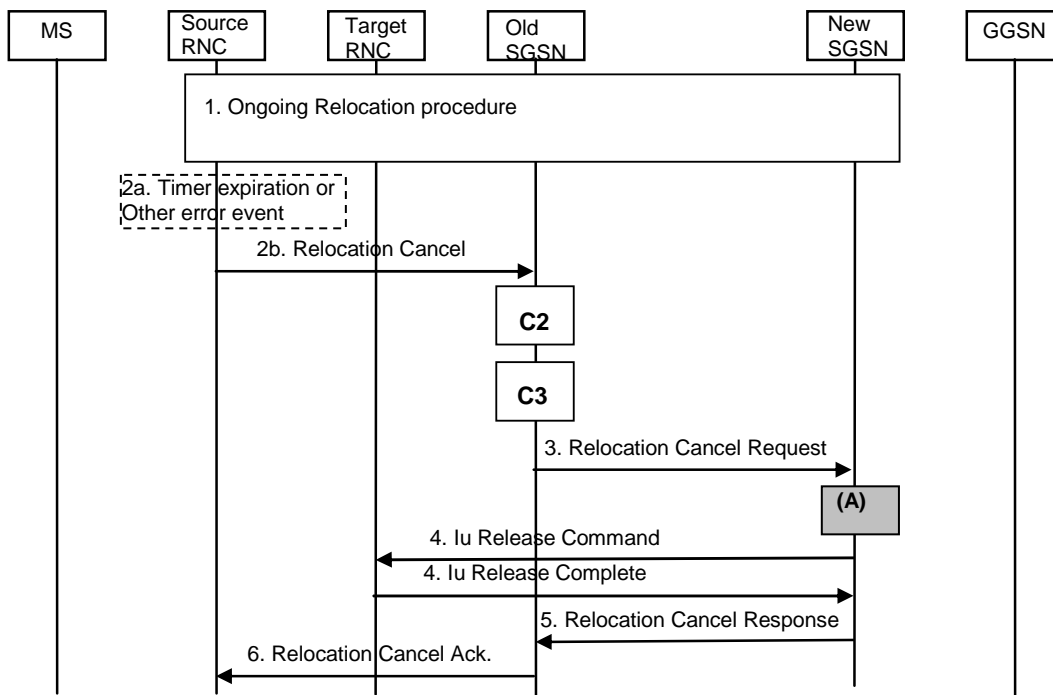 MS
Source
RNC
Target
RNC
Old
SGSN
New
SGSN
GGSN
1. Ongoing Relocation procedure
2a. Timer expiration or
Other error event
2b. Relocation Cancel
C2
C3
3. Relocation Cancel Request
(A)
4. Iu Release Command
4. Iu Release Complete
5. Relocation Cancel Response
6. Relocation Cancel Ack.